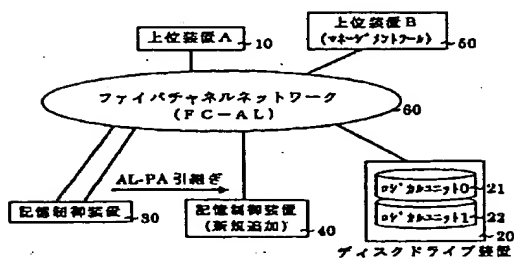 上位装置A
10
上位装置B
(マネージメントツール)
50
ファイバチャネルネットワーク
(FC-AL)
60
AL-PA引継ぎ
記憶制御装置
30
記憶制御装置
(新規追加)
40
ロジカルユニット0
21
ロジカルユニット1
22
20
ディスクドライブ装置